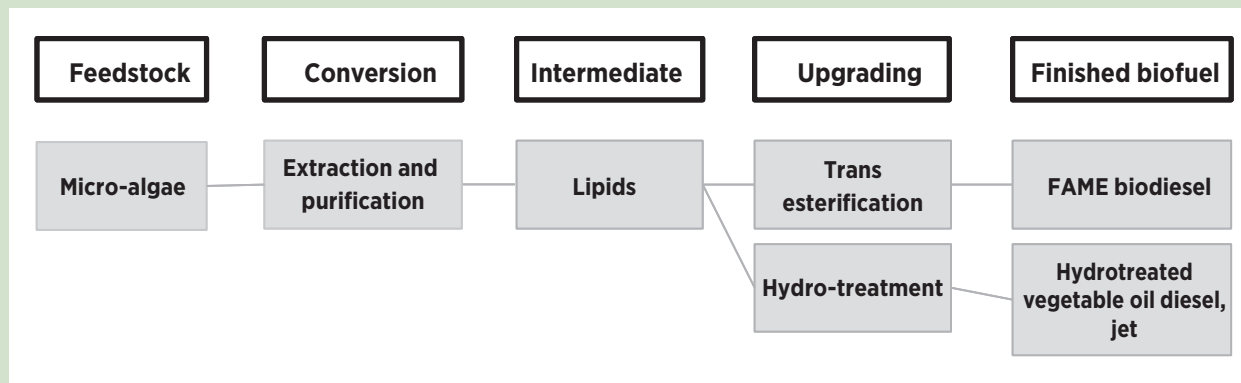 Feedstock
Conversion
Intermediate
Upgrading
Finished biofuel
Micro-algae
Extraction and
purification
Lipids
Trans
esterification
FAME biodiesel
Hydro-treatment
Hydrotreated
vegetable oil diesel,
jet